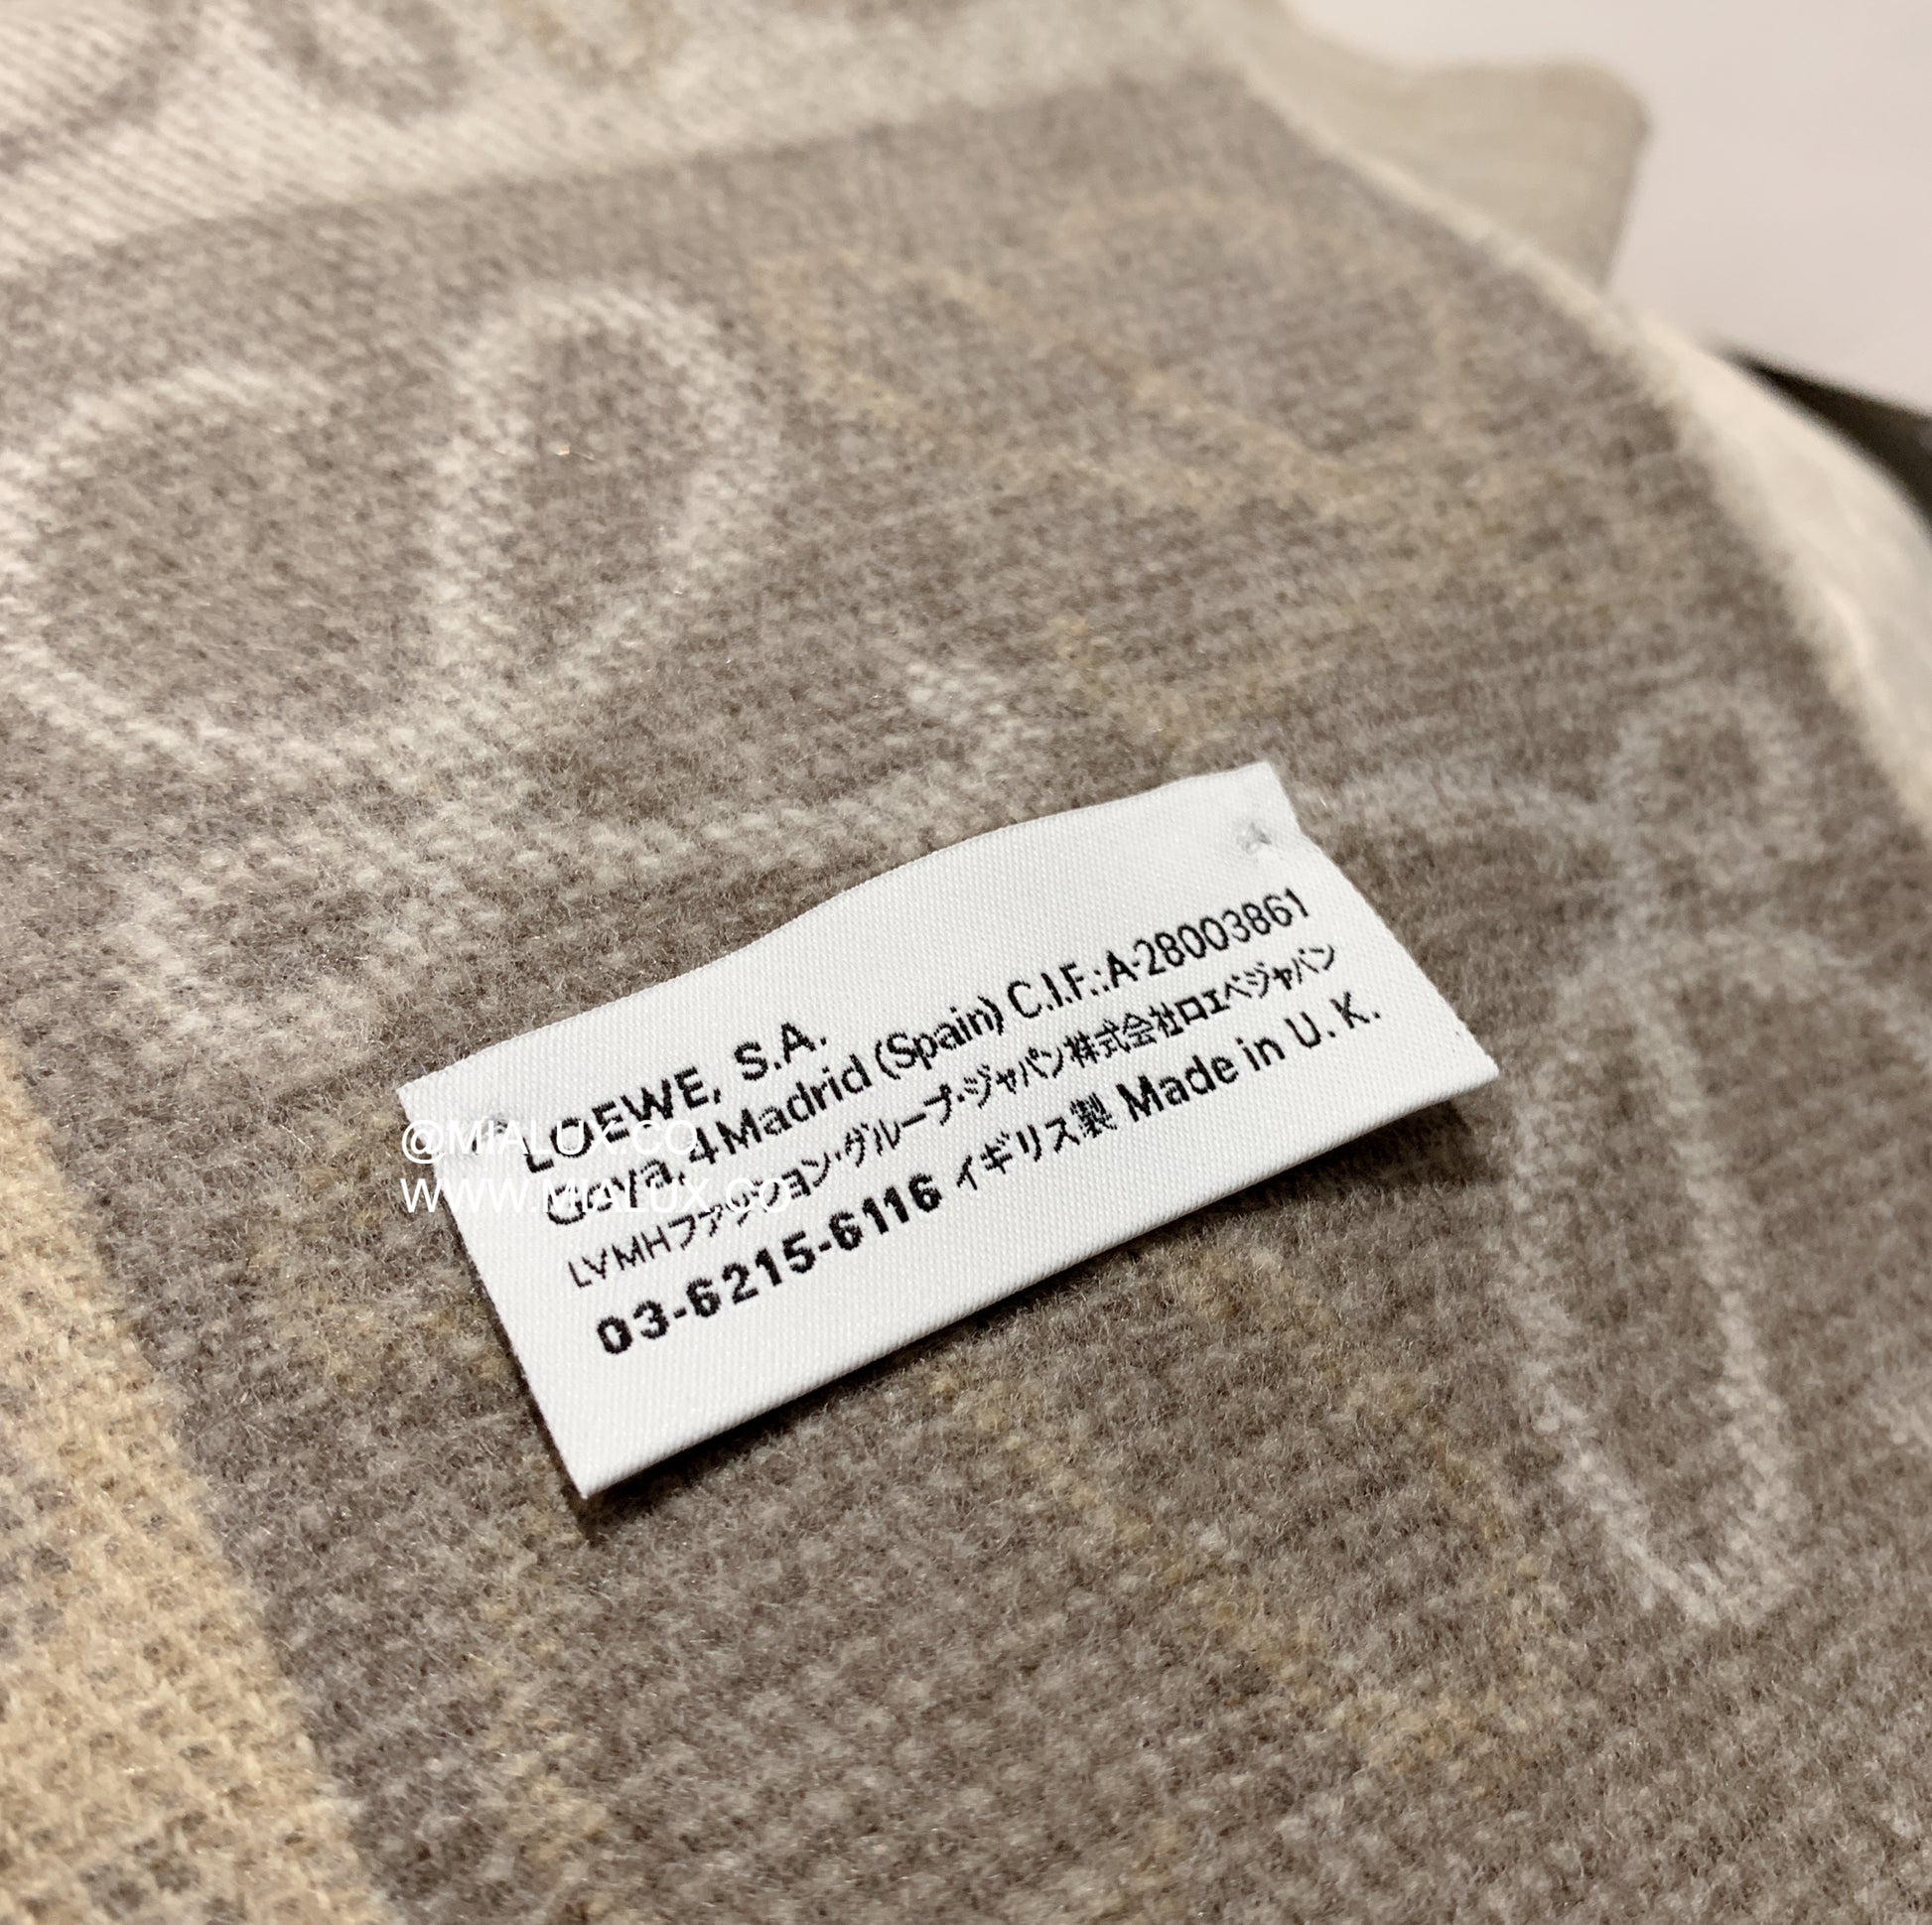 LOEWE, S.A.
Goya, 4 Madrid (Spain) C.I.F.:A-28003861
LVMHファッション・グループ・ジャパン株式会社ロエベジャパン
03-6215-6116 イギリス製 Made in U.K.
@MIALUX.CO
WWW.MIALUX.CO